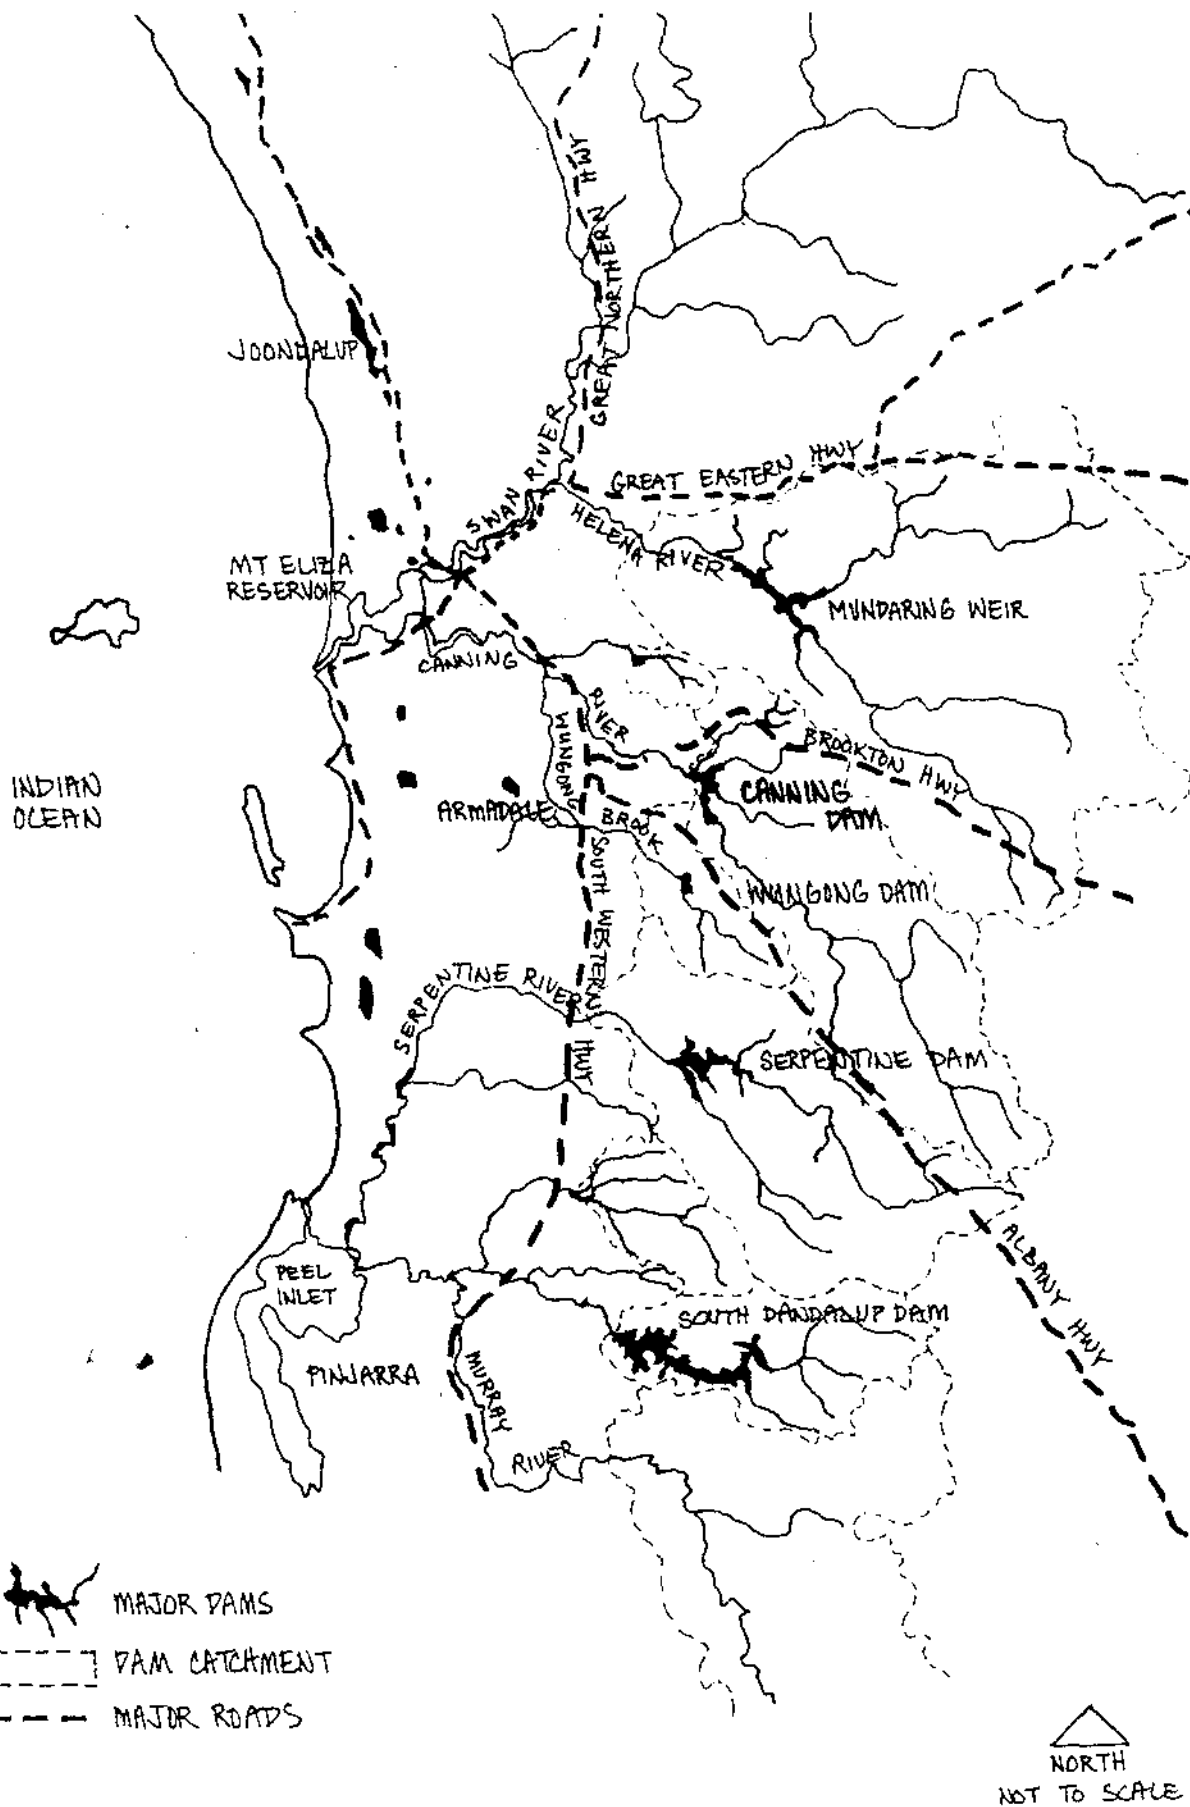 GREAT NORTHERN HWY
JOONDALUP
SWAN RIVER
GREAT EASTERN HWY
HELENA RIVER
MT ELIZA
RESERVOIR
MUNDARING WEIR
CANNING
RIVER
WUNGONG
BROOK
BROOKTON HWY
INDIAN
OCEAN
ARMADALE
CANNING
DAM
SOUTH WESTERN
HWY
WUNGONG DAM
SERPENTINE RIVER
SERPENTINE DAM
ALBANY HWY
PEEL
INLET
SOUTH DANDALUP DAM
PINJARRA
MURRAY
RIVER
MAJOR DAMS
DAM CATCHMENT
MAJOR ROADS
NORTH
NOT TO SCALE